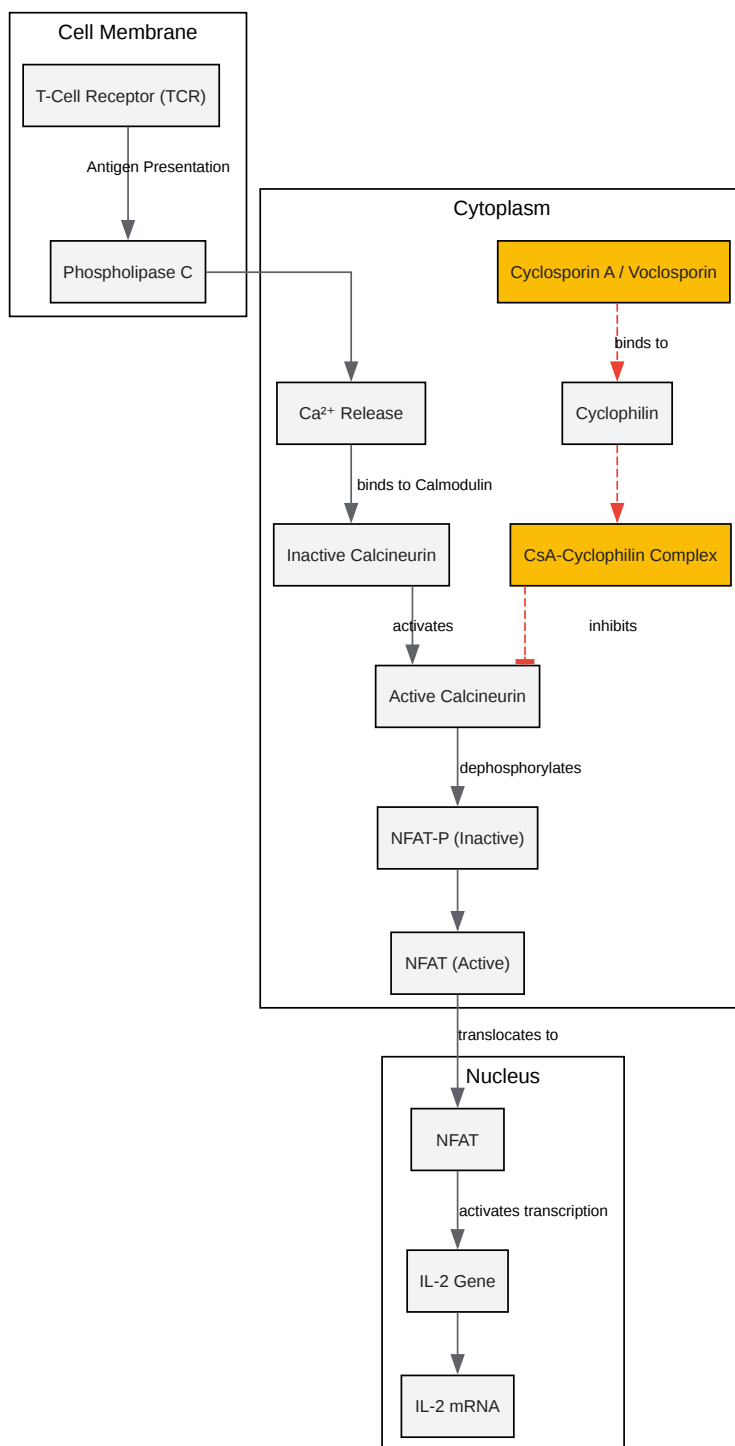 Cell Membrane
T-Cell Receptor (TCR)
Antigen Presentation
Phospholipase C
Cytoplasm
Cyclosporin A / Voclosporin
binds to
Ca²⁺ Release
Cyclophilin
binds to Calmodulin
Inactive Calcineurin
CsA-Cyclophilin Complex
activates
inhibits
Active Calcineurin
dephosphorylates
NFAT-P (Inactive)
NFAT (Active)
translocates to
Nucleus
NFAT
activates transcription
IL-2 Gene
IL-2 mRNA